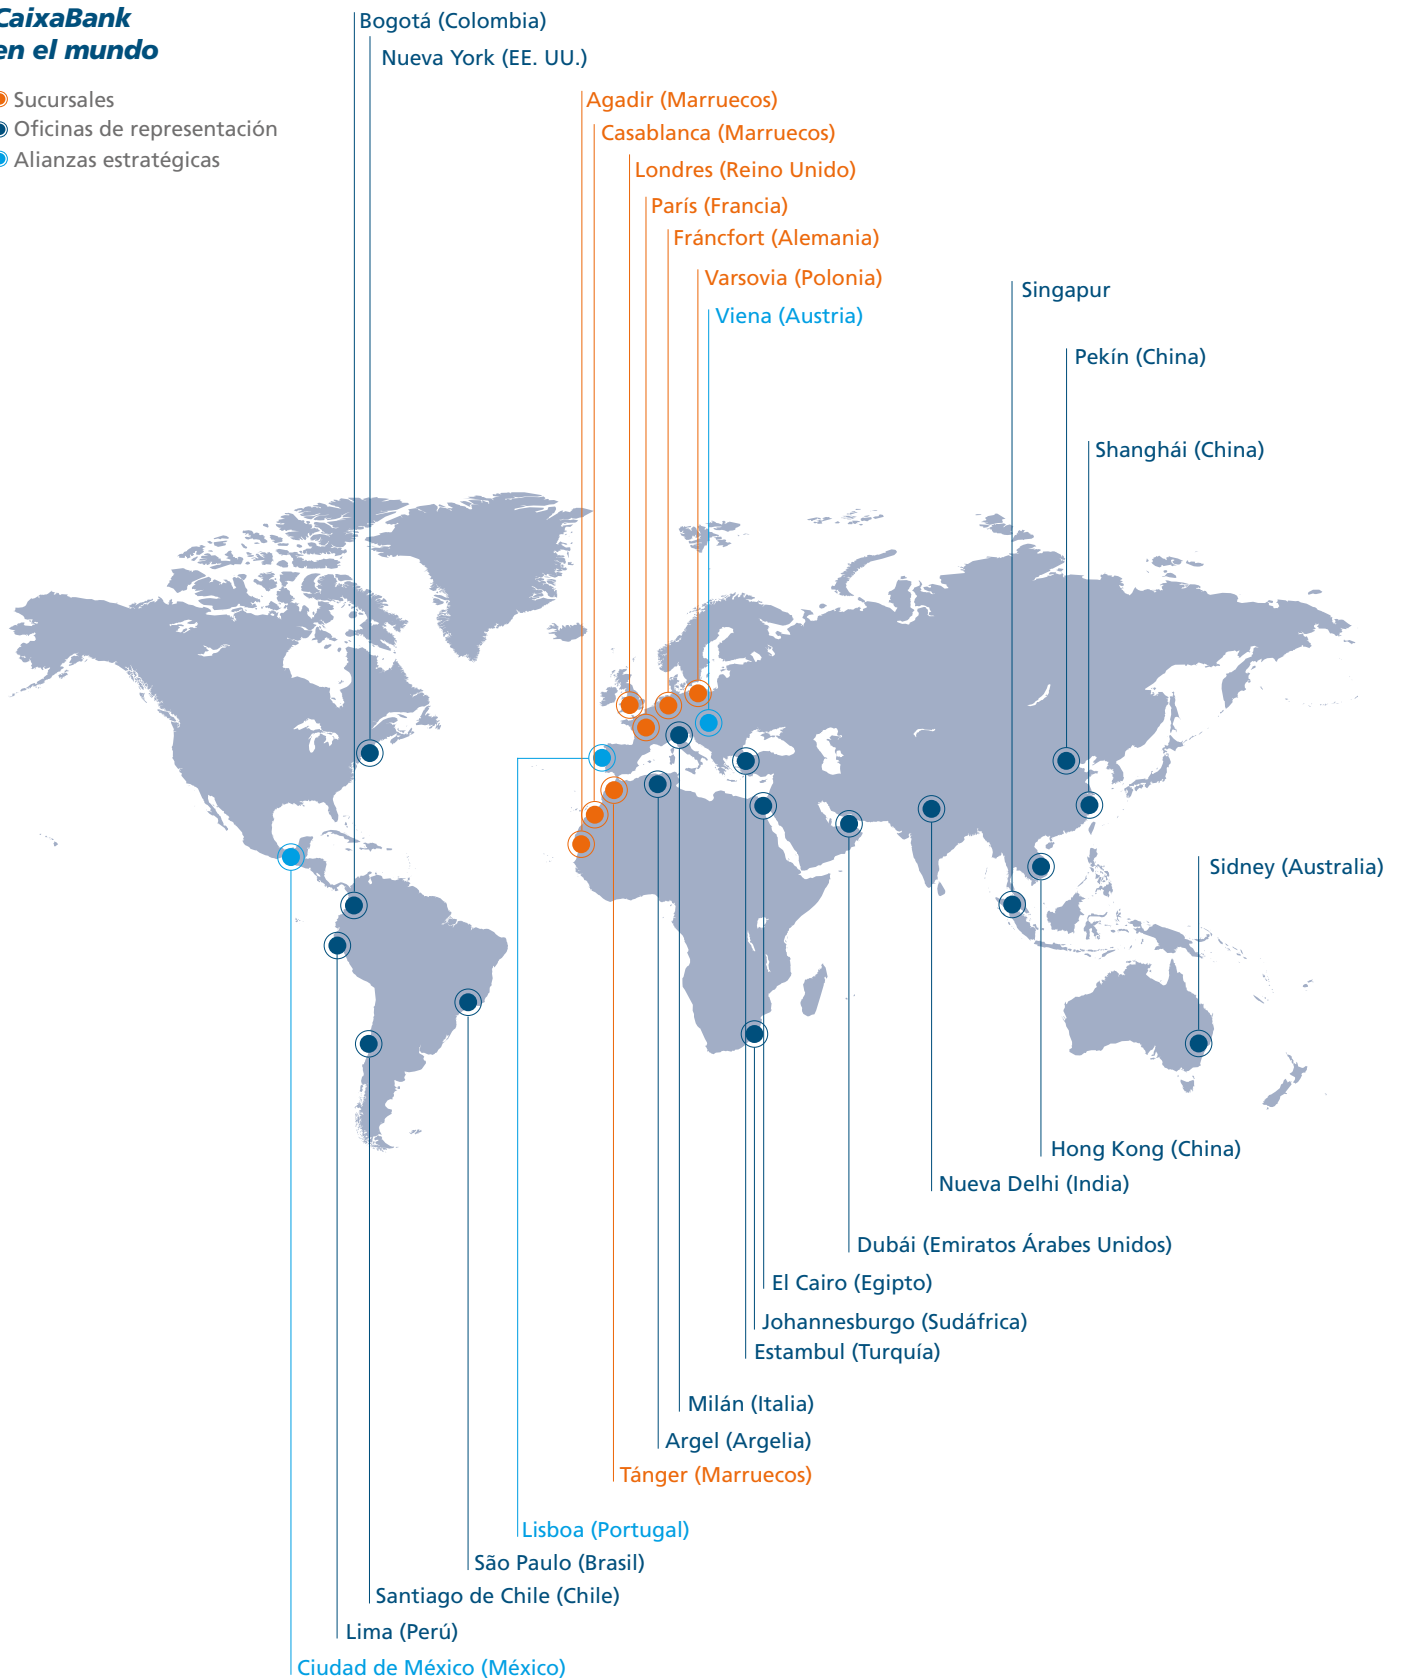 CaixaBank
en el mundo
Sucursales
Oficinas de representación
Alianzas estratégicas
Bogotá (Colombia)
Nueva York (EE. UU.)
Agadir (Marruecos)
Casablanca (Marruecos)
Londres (Reino Unido)
París (Francia)
Fráncfort (Alemania)
Varsovia (Polonia)
Viena (Austria)
Singapur
Pekín (China)
Shanghái (China)
Sidney (Australia)
Hong Kong (China)
Nueva Delhi (India)
Dubái (Emiratos Árabes Unidos)
El Cairo (Egipto)
Johannesburgo (Sudáfrica)
Estambul (Turquía)
Milán (Italia)
Argel (Argelia)
Tánger (Marruecos)
Lisboa (Portugal)
São Paulo (Brasil)
Santiago de Chile (Chile)
Lima (Perú)
Ciudad de México (México)